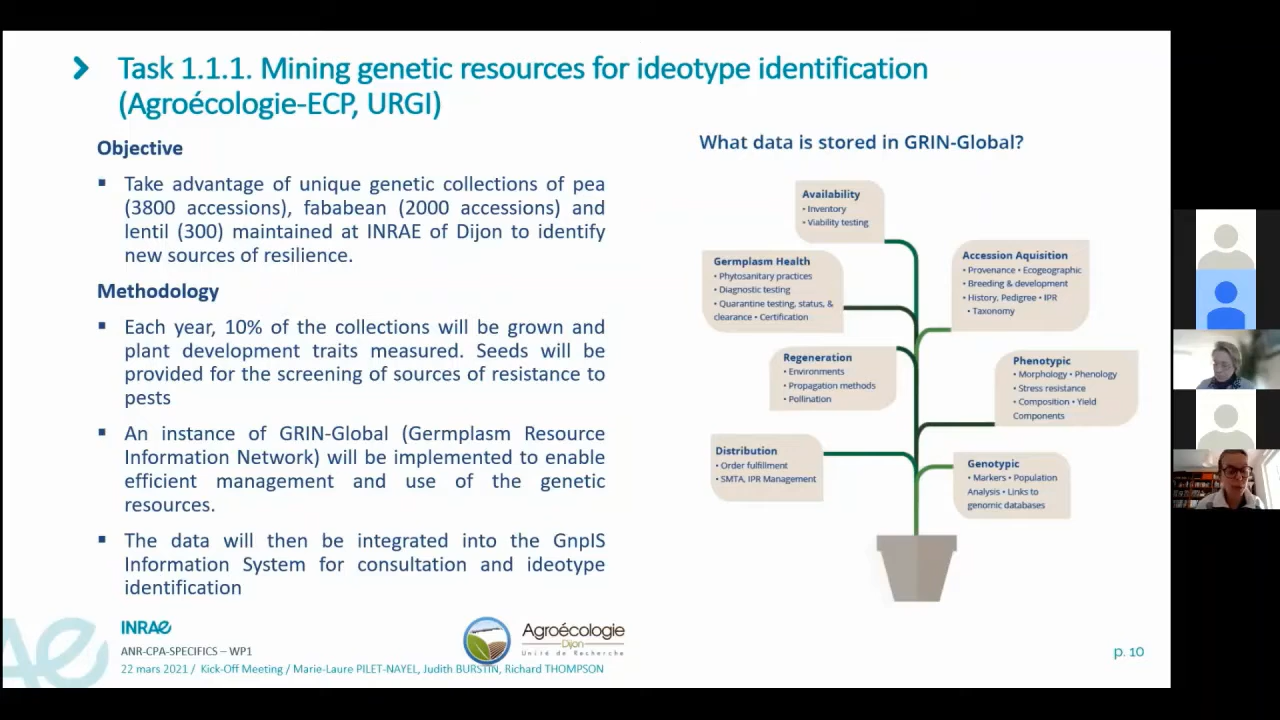 Task 1.1.1. Mining genetic resources for ideotype identification
(Agroécologie-ECP, URGI)
Objective
Take advantage of unique genetic collections of pea
(3800 accessions), fababean (2000 accessions) and
lentil (300) maintained at INRAE of Dijon to identify
new sources of resilience.
Methodology
Each year, 10% of the collections will be grown and
plant development traits measured. Seeds will be
provided for the screening of sources of resistance to
pests
An instance of GRIN-Global (Germplasm Resource
Information Network) will be implemented to enable
efficient management and use of the genetic
resources.
The data will then be integrated into the GnpIS
Information System for consultation and ideotype
identification
What data is stored in GRIN-Global?
Availability
• Inventory
• Viability testing
Germplasm Health
• Phytosanitary practices
• Diagnostic testing
• Quarantine testing, status, &
clearance • Certification
Accession Aquisition
• Provenance • Ecogeographic
• Breeding & development
• History, Pedigree • IPR
• Taxonomy
Regeneration
• Environments
• Propagation methods
• Pollination
Phenotypic
• Morphology • Phenology
• Stress resistance
• Composition • Yield
Components
Distribution
• Order fulfillment
• SMTA, IPR Management
Genotypic
• Markers • Population
Analysis • Links to
genomic databases
INRAE
ANR-CPA-SPECIFICS – WP1
22 mars 2021 / Kick-Off Meeting / Marie-Laure PILET-NAYEL, Judith BURSTIN, Richard THOMPSON
Agroécologie
Dijon
Unité de Recherche
p. 10